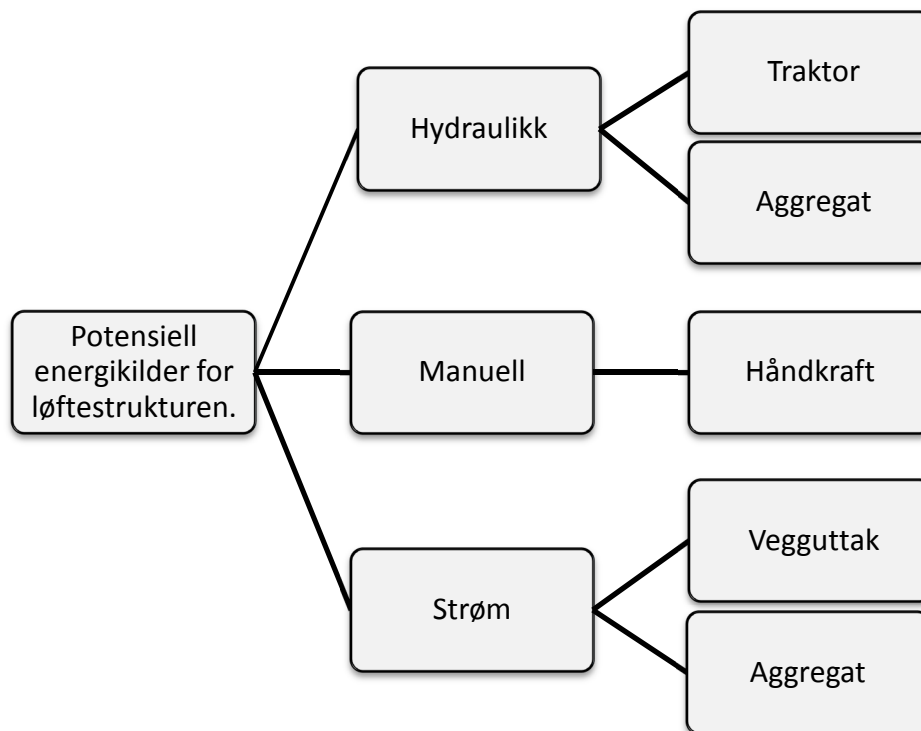 Potensiell
energikilder for
løftestrukturen.
Hydraulikk
Traktor
Aggregat
Manuell
Håndkraft
Strøm
Vegguttak
Aggregat